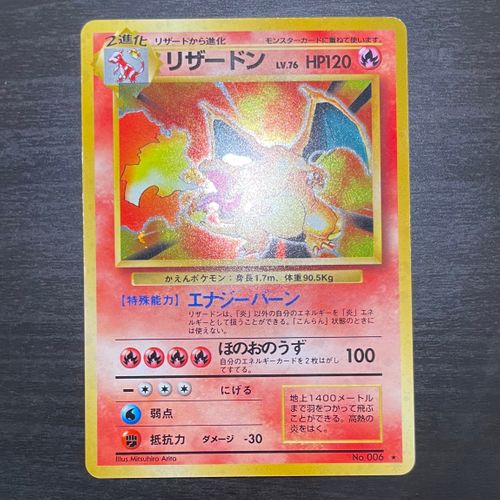 2進化 リザードから進化 モンスターカードに重ねて使います。
リザードン LV.76 HP120
かえんポケモン：身長1.7m、体重90.5Kg
【特殊能力】エナジーバーン
リザードンは、「炎」以外の自分のエネルギーを「炎」エネ
ルギーとして扱うことができる。「こんらん」状態のときに
は使えない。
ほのおのうず 100
自分のエネルギーカードを2枚はがし
てすてる。
ー にげる
弱点
抵抗力 ダメージ -30
地上1400メートル
まで羽をつかって飛ぶ
ことができる。高熱の
炎をはく。
Illus. Mitsuhiro Arita No.006 ★